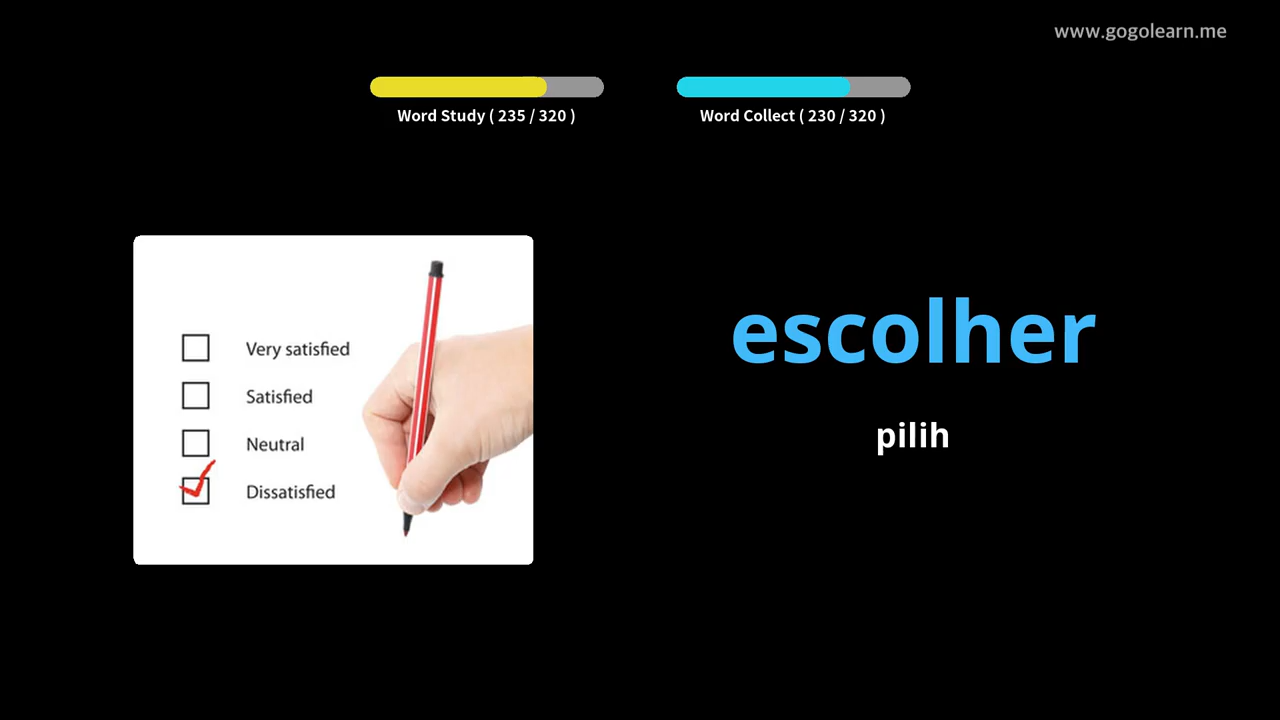 www.gogolearn.me
Word Study ( 235 / 320 )
Word Collect ( 230 / 320 )
Very satisfied
Satisfied
Neutral
Dissatisfied
escolher
pilih